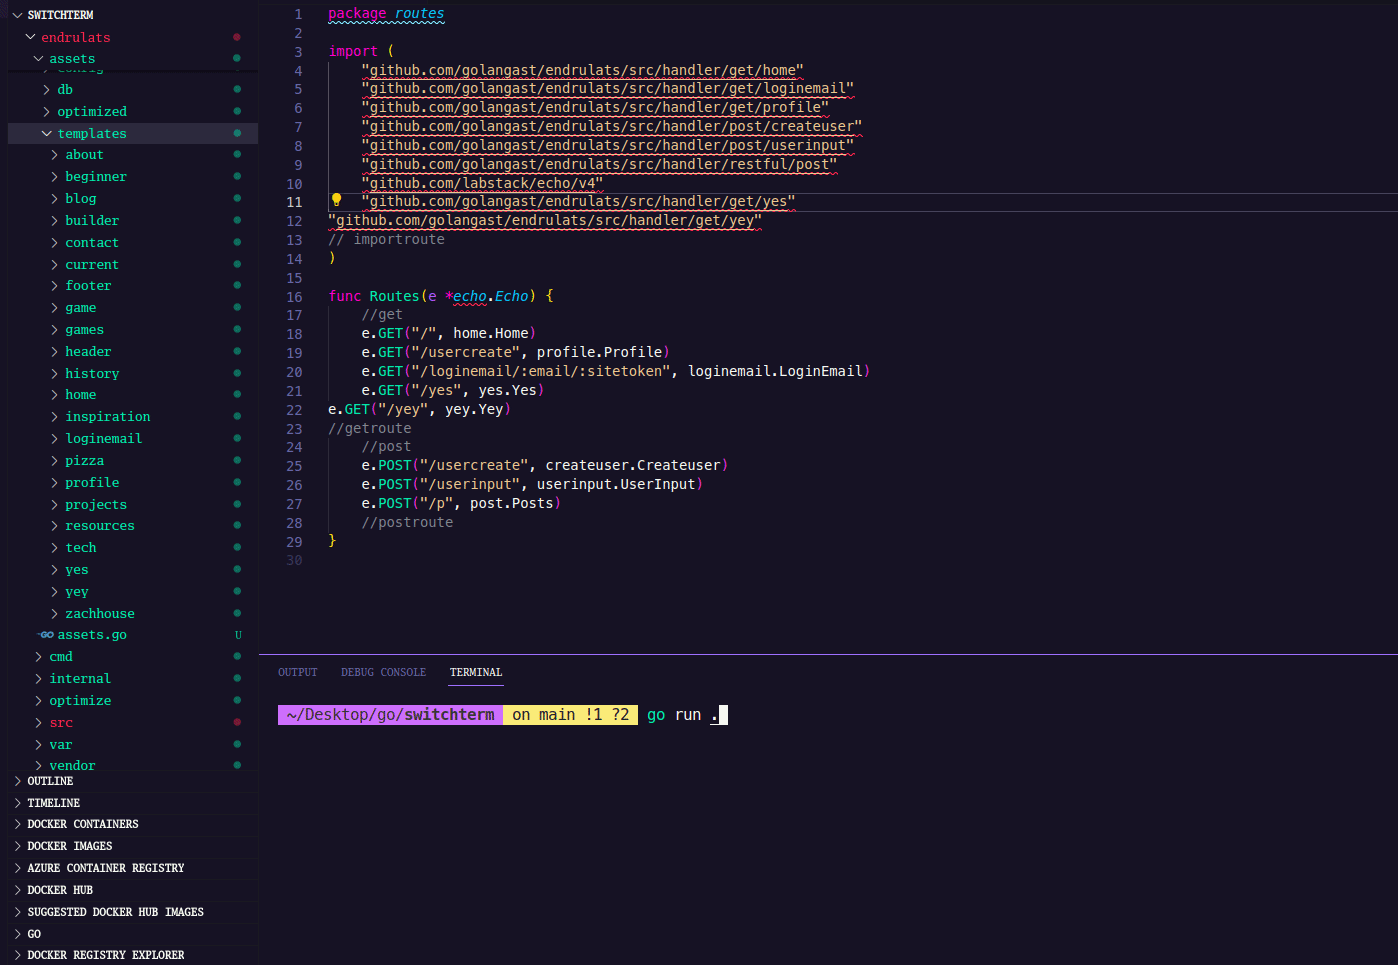 SWITCHTERM
endrulats
assets
config
db
optimized
templates
about
beginner
blog
builder
contact
current
footer
game
games
header
history
home
inspiration
loginemail
pizza
profile
projects
resources
tech
yes
yey
zachhouse
GO assets.go U
cmd
internal
optimize
src
var
vendor
OUTLINE
TIMELINE
DOCKER CONTAINERS
DOCKER IMAGES
AZURE CONTAINER REGISTRY
DOCKER HUB
SUGGESTED DOCKER HUB IMAGES
GO
DOCKER REGISTRY EXPLORER
1 package routes
2
3 import (
4 "github.com/golangast/endrulats/src/handler/get/home"
5 "github.com/golangast/endrulats/src/handler/get/loginemail"
6 "github.com/golangast/endrulats/src/handler/get/profile"
7 "github.com/golangast/endrulats/src/handler/post/createuser"
8 "github.com/golangast/endrulats/src/handler/post/userinput"
9 "github.com/golangast/endrulats/src/handler/restful/post"
10 "github.com/labstack/echo/v4"
11 "github.com/golangast/endrulats/src/handler/get/yes"
12 "github.com/golangast/endrulats/src/handler/get/yey"
13 // importroute
14 )
15
16 func Routes(e *echo.Echo) {
17 //get
18 e.GET("/", home.Home)
19 e.GET("/usercreate", profile.Profile)
20 e.GET("/loginemail/:email/:sitetoken", loginemail.LoginEmail)
21 e.GET("/yes", yes.Yes)
22 e.GET("/yey", yey.Yey)
23 //getroute
24 //post
25 e.POST("/usercreate", createuser.Createuser)
26 e.POST("/userinput", userinput.UserInput)
27 e.POST("/p", post.Posts)
28 //postroute
29 }
30
OUTPUT DEBUG CONSOLE TERMINAL
~/Desktop/go/switchterm on main !1 ?2 go run .